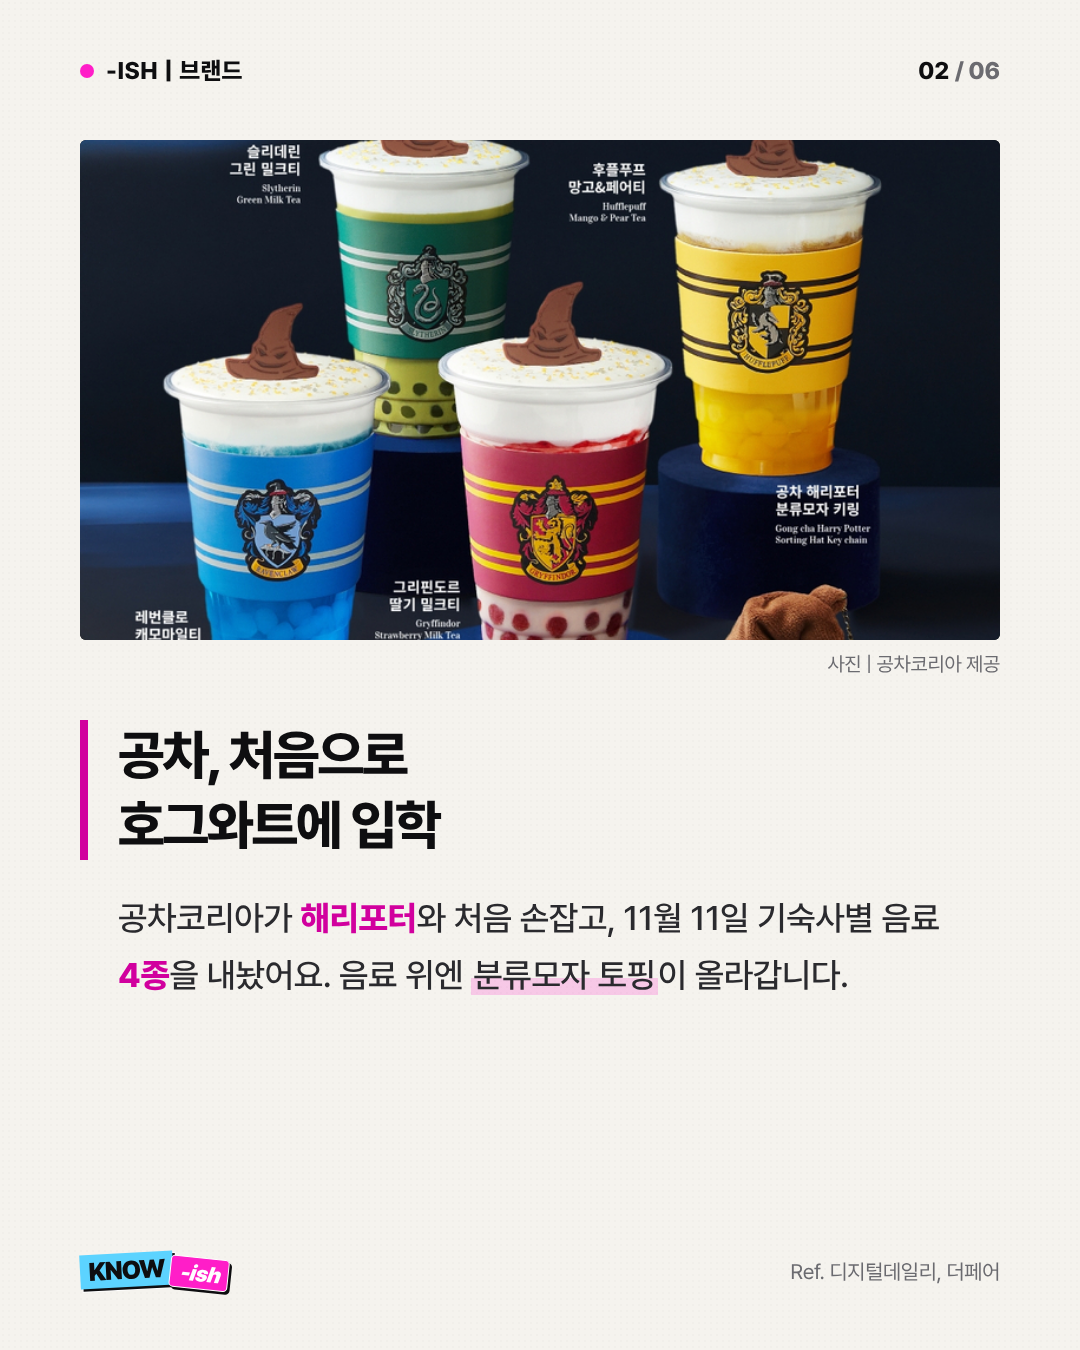 -ISH | 브랜드
02 / 06
슬리데린
그린 밀크티
Slytherin
Green Milk Tea
후플푸프
망고&페어티
Hufflepuff
Mango & Pear Tea
SLYTHERIN
HUFFLEPUFF
공차 해리포터
분류모자 키링
Gong cha Harry Potter
Sorting Hat Key chain
RAVENCLAW
GRYFFINDOR
그리핀도르
딸기 밀크티
Gryffindor
Strawberry Milk Tea
레번클로
캐모마일티
사진 | 공차코리아 제공
공차, 처음으로
호그와트에 입학
공차코리아가 해리포터와 처음 손잡고, 11월 11일 기숙사별 음료
4종을 내놨어요. 음료 위엔 분류모자 토핑이 올라갑니다.
KNOW -ish
Ref. 디지털데일리, 더페어